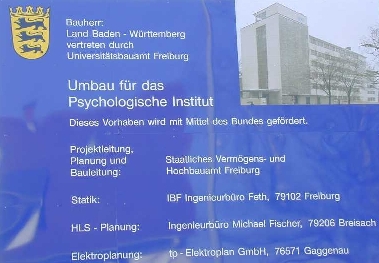 Bauherr:
Land Baden - Württemberg
vertreten durch
Universitätsbauamt Freiburg
Umbau für das
Psychologische Institut
Dieses Vorhaben wird mit Mittel des Bundes gefördert.
Projektleitung,
Planung und
Bauleitung:
Staatliches Vermögens- und
Hochbauamt Freiburg
Statik:
IBF Ingenieurbüro Feth, 79102 Freiburg
HLS - Planung:
Ingenieurbüro Michael Fischer, 79206 Breisach
Elektroplanung:
tp - Elektroplan GmbH, 76571 Gaggenau